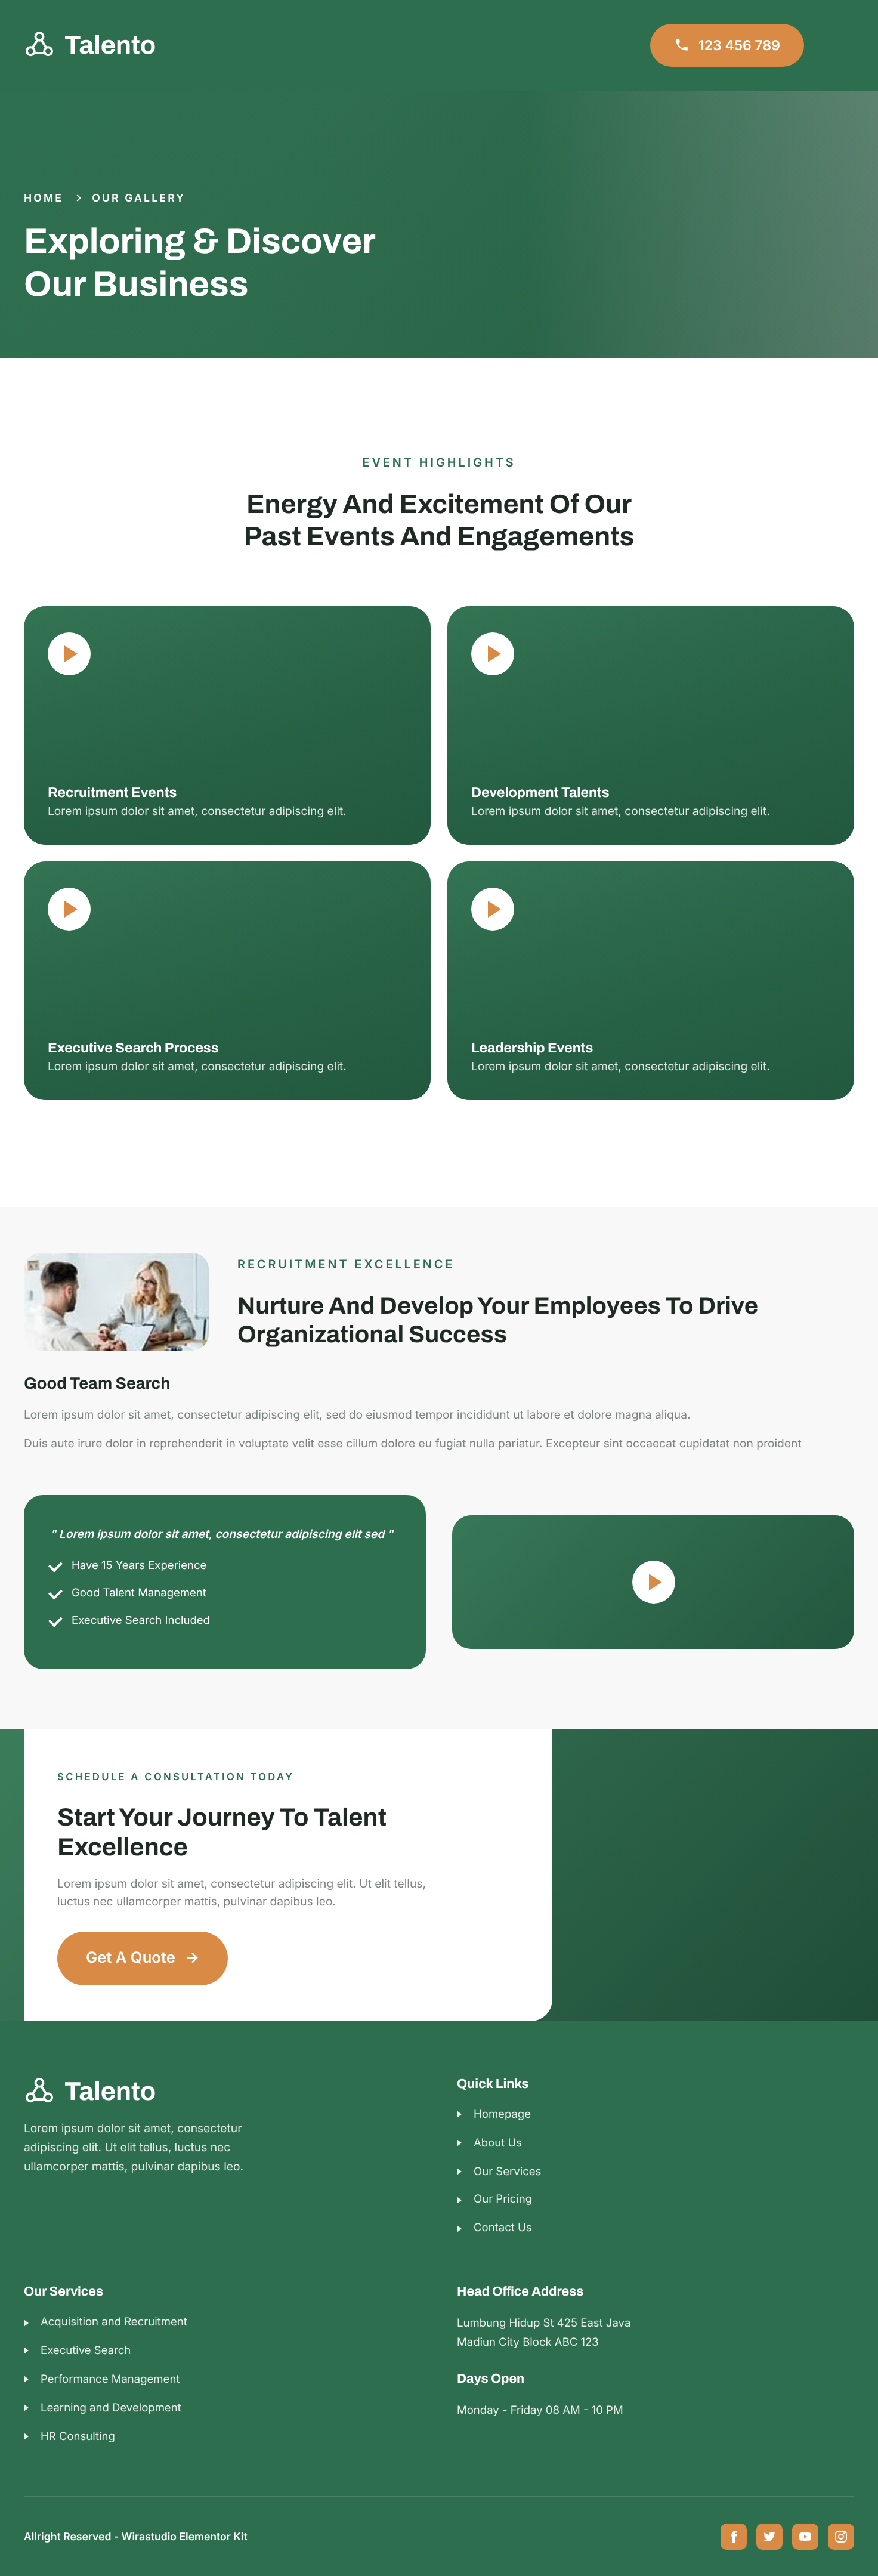 Talento
123 456 789
HOME OUR GALLERY
Exploring & Discover
Our Business
EVENT HIGHLIGHTS
Energy And Excitement Of Our
Past Events And Engagements
Recruitment Events
Lorem ipsum dolor sit amet, consectetur adipiscing elit.
Development Talents
Lorem ipsum dolor sit amet, consectetur adipiscing elit.
Executive Search Process
Lorem ipsum dolor sit amet, consectetur adipiscing elit.
Leadership Events
Lorem ipsum dolor sit amet, consectetur adipiscing elit.
RECRUITMENT EXCELLENCE
Nurture And Develop Your Employees To Drive
Organizational Success
Good Team Search
Lorem ipsum dolor sit amet, consectetur adipiscing elit, sed do eiusmod tempor incididunt ut labore et dolore magna aliqua.
Duis aute irure dolor in reprehenderit in voluptate velit esse cillum dolore eu fugiat nulla pariatur. Excepteur sint occaecat cupidatat non proident
" Lorem ipsum dolor sit amet, consectetur adipiscing elit sed "
Have 15 Years Experience
Good Talent Management
Executive Search Included
SCHEDULE A CONSULTATION TODAY
Start Your Journey To Talent
Excellence
Lorem ipsum dolor sit amet, consectetur adipiscing elit. Ut elit tellus,
luctus nec ullamcorper mattis, pulvinar dapibus leo.
Get A Quote
Talento
Lorem ipsum dolor sit amet, consectetur
adipiscing elit. Ut elit tellus, luctus nec
ullamcorper mattis, pulvinar dapibus leo.
Quick Links
Homepage
About Us
Our Services
Our Pricing
Contact Us
Our Services
Acquisition and Recruitment
Executive Search
Performance Management
Learning and Development
HR Consulting
Head Office Address
Lumbung Hidup St 425 East Java
Madiun City Block ABC 123
Days Open
Monday - Friday 08 AM - 10 PM
Allright Reserved - Wirastudio Elementor Kit